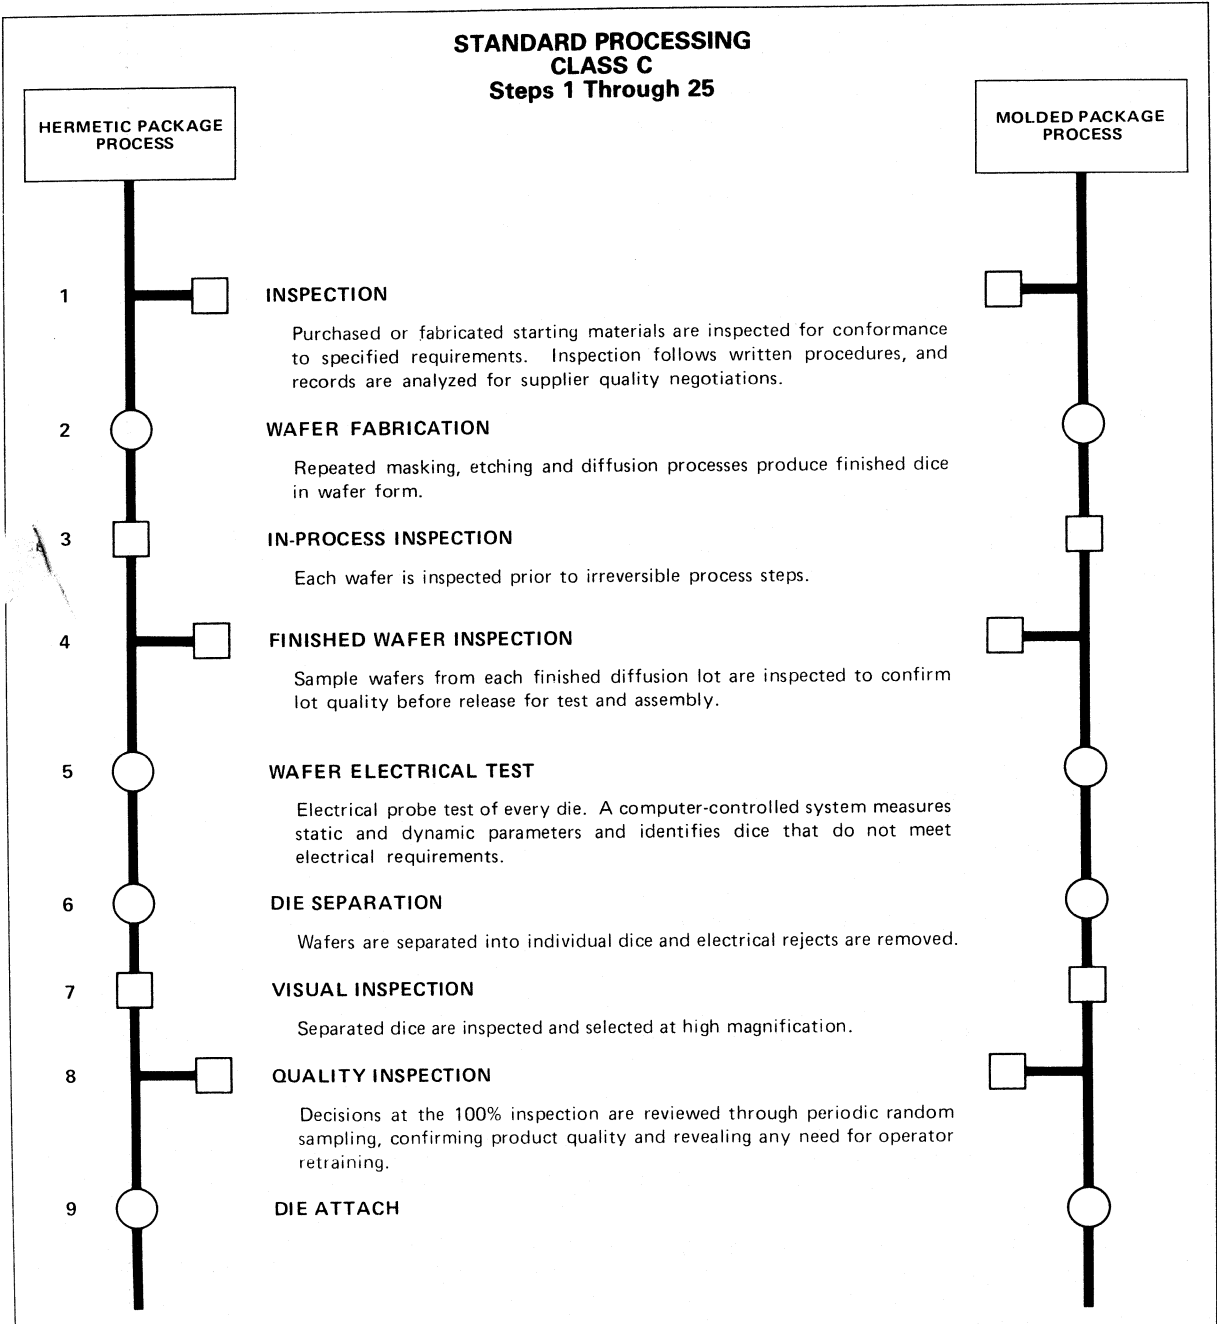 STANDARD PROCESSING
CLASS C
Steps 1 Through 25
HERMETIC PACKAGE
PROCESS
MOLDED PACKAGE
PROCESS
1 INSPECTION
Purchased or fabricated starting materials are inspected for conformance
to specified requirements. Inspection follows written procedures, and
records are analyzed for supplier quality negotiations.
2 WAFER FABRICATION
Repeated masking, etching and diffusion processes produce finished dice
in wafer form.
3 IN-PROCESS INSPECTION
Each wafer is inspected prior to irreversible process steps.
4 FINISHED WAFER INSPECTION
Sample wafers from each finished diffusion lot are inspected to confirm
lot quality before release for test and assembly.
5 WAFER ELECTRICAL TEST
Electrical probe test of every die. A computer-controlled system measures
static and dynamic parameters and identifies dice that do not meet
electrical requirements.
6 DIE SEPARATION
Wafers are separated into individual dice and electrical rejects are removed.
7 VISUAL INSPECTION
Separated dice are inspected and selected at high magnification.
8 QUALITY INSPECTION
Decisions at the 100% inspection are reviewed through periodic random
sampling, confirming product quality and revealing any need for operator
retraining.
9 DIE ATTACH